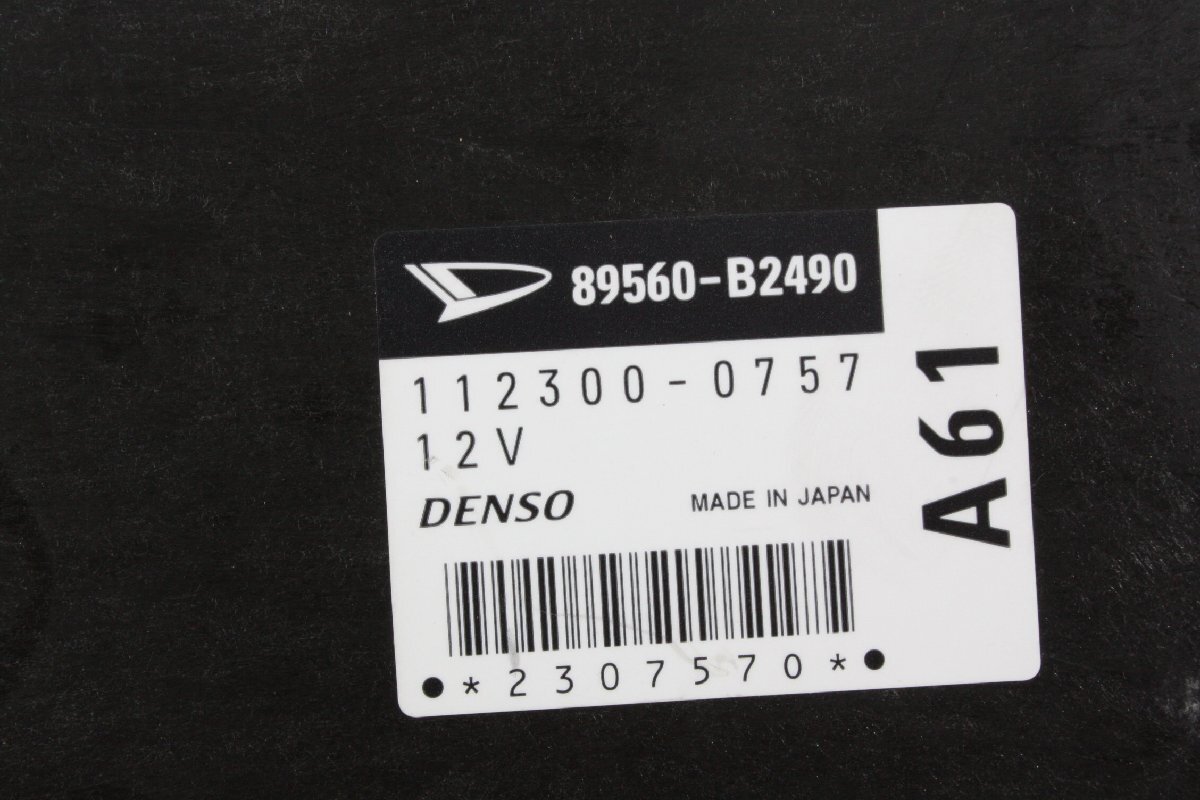 89560-B2490
112300-0757
12V
DENSO MADE IN JAPAN
*2307570*
A61